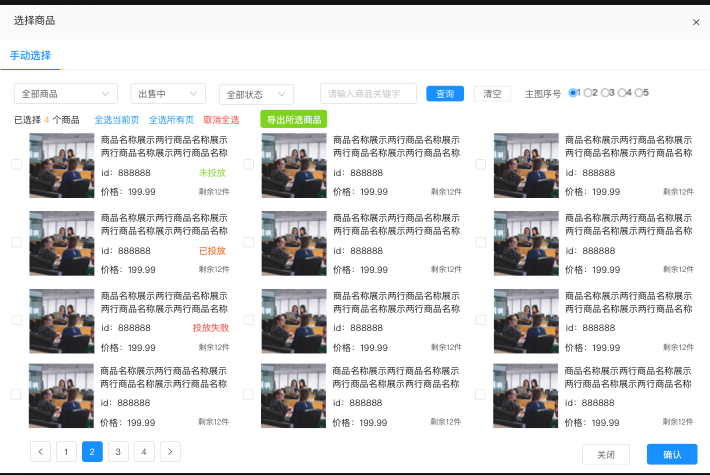 选择商品
手动选择
全部商品 出售中 全部状态 请输入商品关键字 查询 清空 主图序号 1 2 3 4 5
已选择 4 个商品 全选当前页 全选所有页 取消全选 导出所选商品
商品名称展示两行商品名称展示 商品名称展示两行商品名称展示 商品名称展示两行商品名称展示
两行商品名称展示两行商品名称 两行商品名称展示两行商品名称 两行商品名称展示两行商品名称
id：888888 未投放 id：888888 id：888888
价格：199.99 剩余12件 价格：199.99 剩余12件 价格：199.99 剩余12件
商品名称展示两行商品名称展示 商品名称展示两行商品名称展示 商品名称展示两行商品名称展示
两行商品名称展示两行商品名称 两行商品名称展示两行商品名称 两行商品名称展示两行商品名称
id：888888 已投放 id：888888 id：888888
价格：199.99 剩余12件 价格：199.99 剩余12件 价格：199.99 剩余12件
商品名称展示两行商品名称展示 商品名称展示两行商品名称展示 商品名称展示两行商品名称展示
两行商品名称展示两行商品名称 两行商品名称展示两行商品名称 两行商品名称展示两行商品名称
id：888888 投放失败 id：888888 id：888888
价格：199.99 剩余12件 价格：199.99 剩余12件 价格：199.99 剩余12件
商品名称展示两行商品名称展示 商品名称展示两行商品名称展示 商品名称展示两行商品名称展示
两行商品名称展示两行商品名称 两行商品名称展示两行商品名称 两行商品名称展示两行商品名称
id：888888 id：888888 id：888888
价格：199.99 剩余12件 价格：199.99 剩余12件 价格：199.99 剩余12件
1 2 3 4 关闭 确认